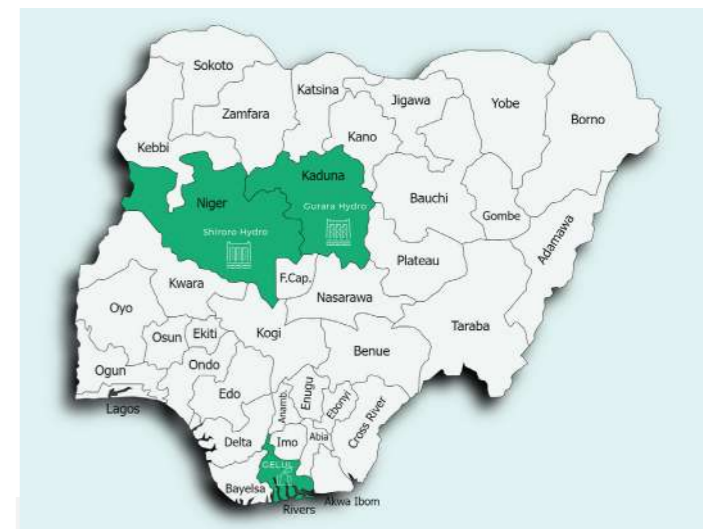 Sokoto
Katsina
Jigawa
Yobe
Borno
Zamfara
Kano
Kebbi
Kaduna
Niger
Bauchi
Gombe
Adamawa
Gurara Hydro
Shiroro Hydro
Plateau
F.Cap.
Kwara
Nasarawa
Oyo
Taraba
Kogi
Osun
Ekiti
Benue
Ogun
Ondo
Edo
Enugu
Anamb.
Ebonyi
Cross River
Lagos
Delta
Imo
Abia
GELUL
Bayelsa
Akwa Ibom
Rivers